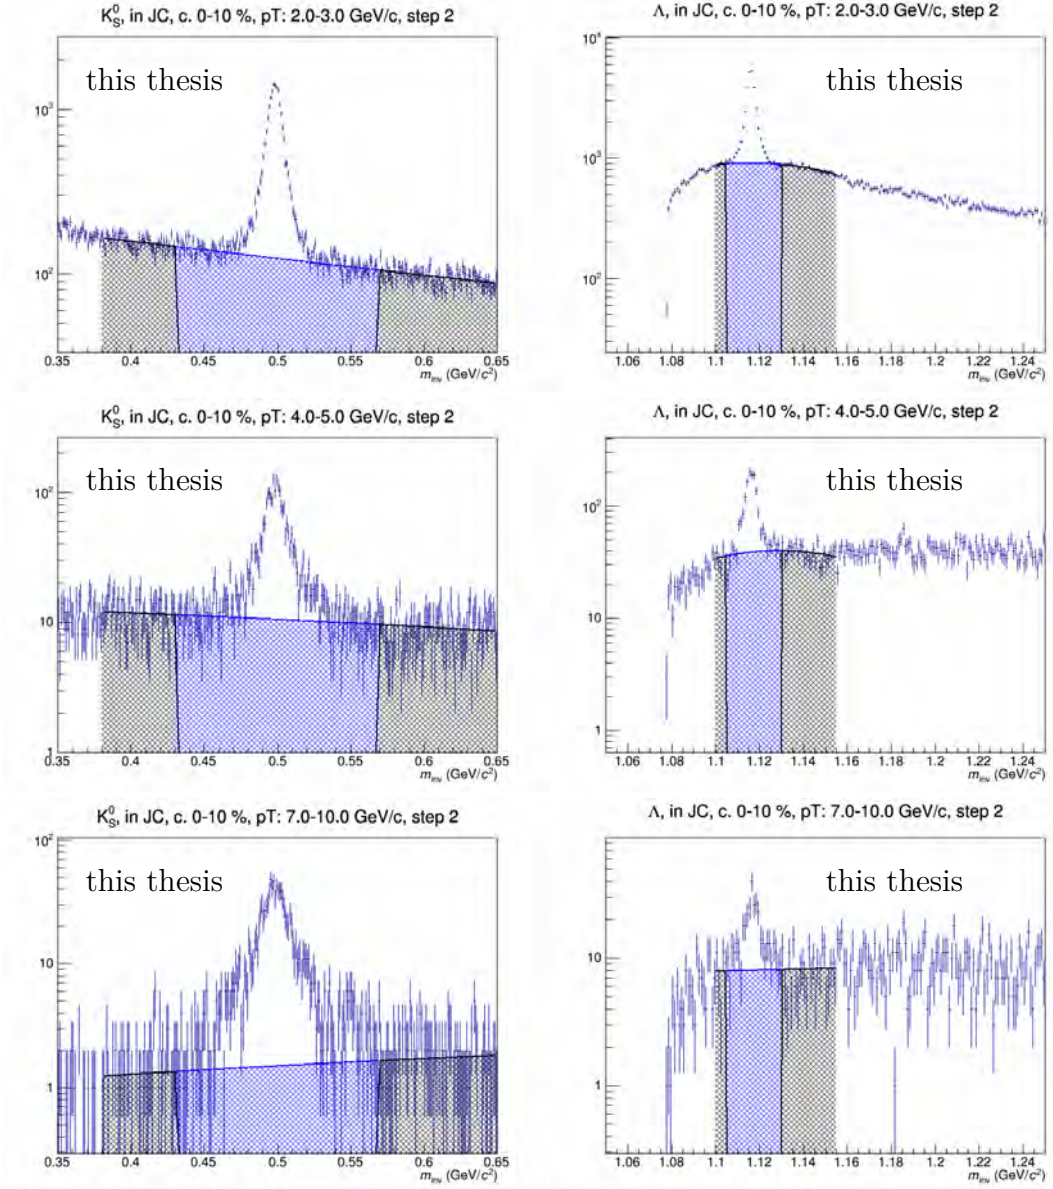 K⁰_S, in JC, c. 0-10 %, pT: 2.0-3.0 GeV/c, step 2
this thesis
10³
10²
0.35 0.4 0.45 0.5 0.55 0.6 0.65
m_inv (GeV/c²)
Λ, in JC, c. 0-10 %, pT: 2.0-3.0 GeV/c, step 2
this thesis
10⁴
10³
10²
1.06 1.08 1.1 1.12 1.14 1.16 1.18 1.2 1.22 1.24
m_inv (GeV/c²)
K⁰_S, in JC, c. 0-10 %, pT: 4.0-5.0 GeV/c, step 2
this thesis
10²
10
1
0.35 0.4 0.45 0.5 0.55 0.6 0.65
m_inv (GeV/c²)
Λ, in JC, c. 0-10 %, pT: 4.0-5.0 GeV/c, step 2
this thesis
10²
10
1
1.06 1.08 1.1 1.12 1.14 1.16 1.18 1.2 1.22 1.24
m_inv (GeV/c²)
K⁰_S, in JC, c. 0-10 %, pT: 7.0-10.0 GeV/c, step 2
this thesis
10²
10
1
0.35 0.4 0.45 0.5 0.55 0.6 0.65
m_inv (GeV/c²)
Λ, in JC, c. 0-10 %, pT: 7.0-10.0 GeV/c, step 2
this thesis
10
1
1.06 1.08 1.1 1.12 1.14 1.16 1.18 1.2 1.22 1.24
m_inv (GeV/c²)